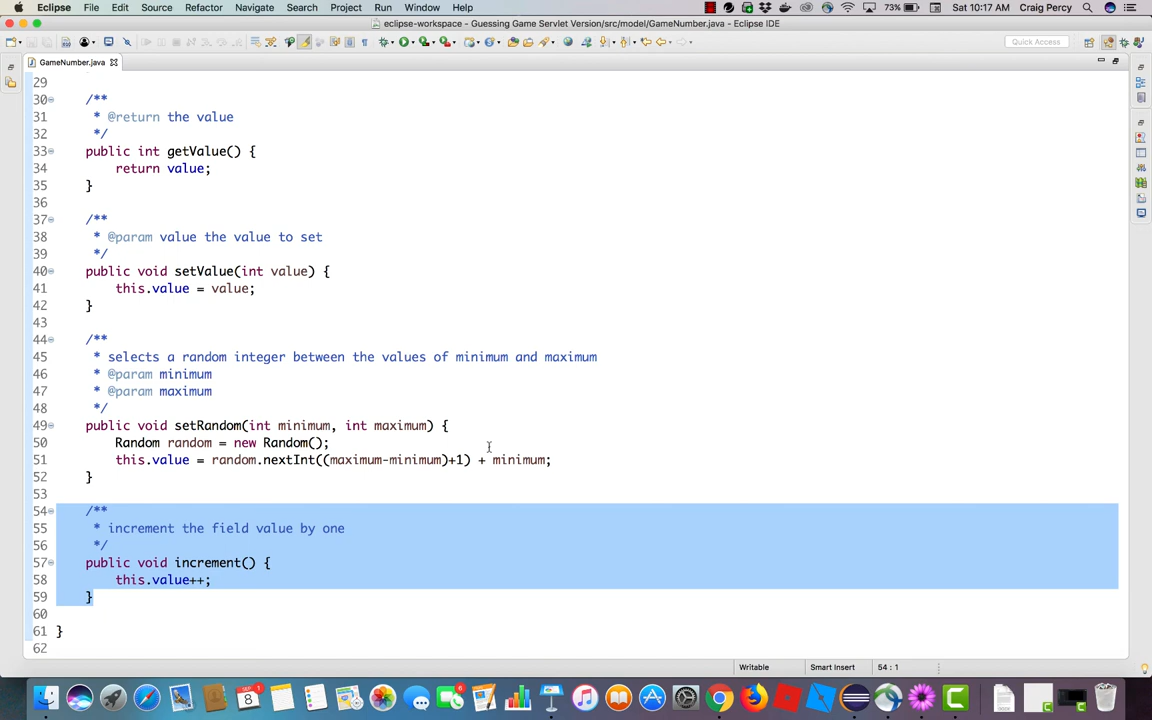 Eclipse File Edit Source Refactor Navigate Search Project Run Window Help 73% Sat 10:17 AM Craig Percy
eclipse-workspace - Guessing Game Servlet Version/src/model/GameNumber.java - Eclipse IDE
Quick Access
GameNumber.java
29
30 /**
31 * @return the value
32 */
33 public int getValue() {
34 return value;
35 }
36
37 /**
38 * @param value the value to set
39 */
40 public void setValue(int value) {
41 this.value = value;
42 }
43
44 /**
45 * selects a random integer between the values of minimum and maximum
46 * @param minimum
47 * @param maximum
48 */
49 public void setRandom(int minimum, int maximum) {
50 Random random = new Random();
51 this.value = random.nextInt((maximum-minimum)+1) + minimum;
52 }
53
54 /**
55 * increment the field value by one
56 */
57 public void increment() {
58 this.value++;
59 }
60
61 }
62
Writable Smart Insert 54 : 1